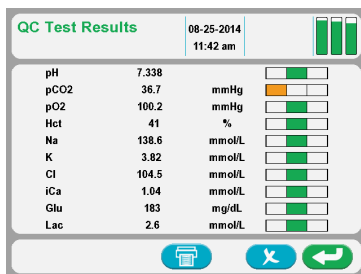 QC Test Results
08-25-2014
11:42 am
pH 7.338
pCO2 36.7 mmHg
pO2 100.2 mmHg
Hct 41 %
Na 138.6 mmol/L
K 3.82 mmol/L
Cl 104.5 mmol/L
iCa 1.04 mmol/L
Glu 183 mg/dL
Lac 2.6 mmol/L